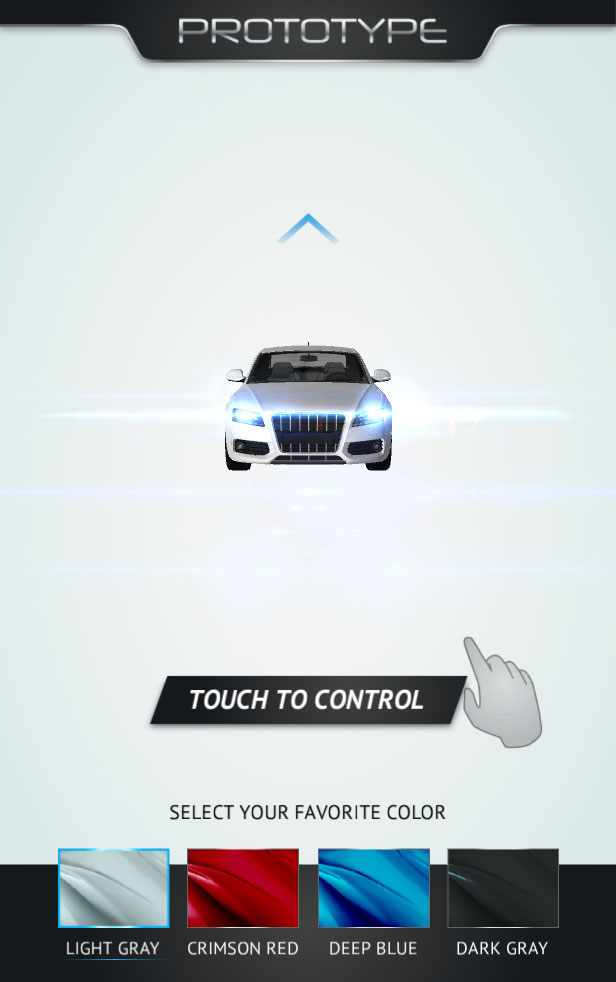 PROTOTYPE
TOUCH TO CONTROL
SELECT YOUR FAVORITE COLOR
LIGHT GRAY
CRIMSON RED
DEEP BLUE
DARK GRAY